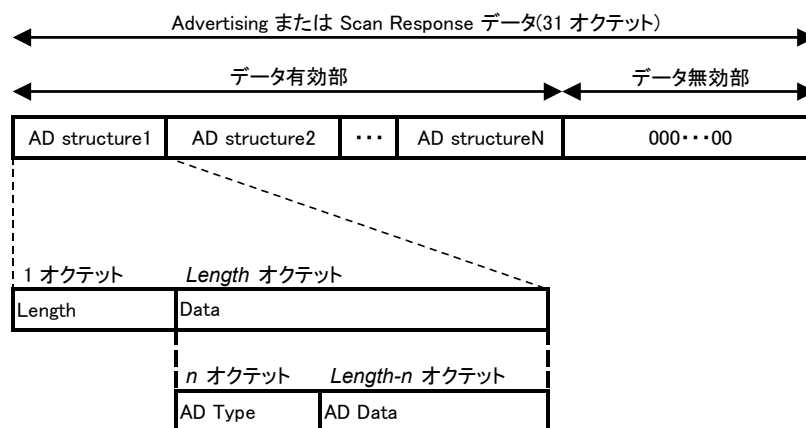 Advertising または Scan Response データ(31 オクテット)
データ有効部 データ無効部
AD structure1 AD structure2 ・・・ AD structureN 000・・・00
1 オクテット Length オクテット
Length Data
n オクテット Length-n オクテット
AD Type AD Data